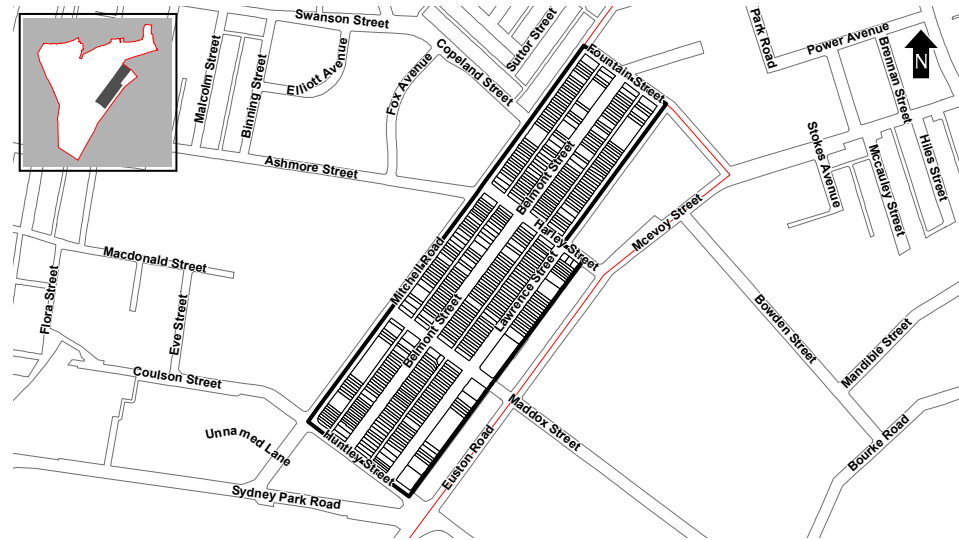 Swanson Street
Park Road
Power Avenue
Suttor Street
Copeland Street
Elliott Avenue
Malcolm Street
Binning Street
Fox Avenue
Fountain Street
Brennan Street
N
Ashmore Street
Stokes Avenue
Mccauley Street
Hiles Street
Belmont Street
Harley Street
Mcevoy Street
Macdonald Street
Mitchell Road
Lawrence Street
Flora Street
Eve Street
Belmont Street
Bowden Street
Mandible Street
Coulson Street
Unnamed Lane
Huntley Street
Maddox Street
Euston Road
Bourke Road
Sydney Park Road